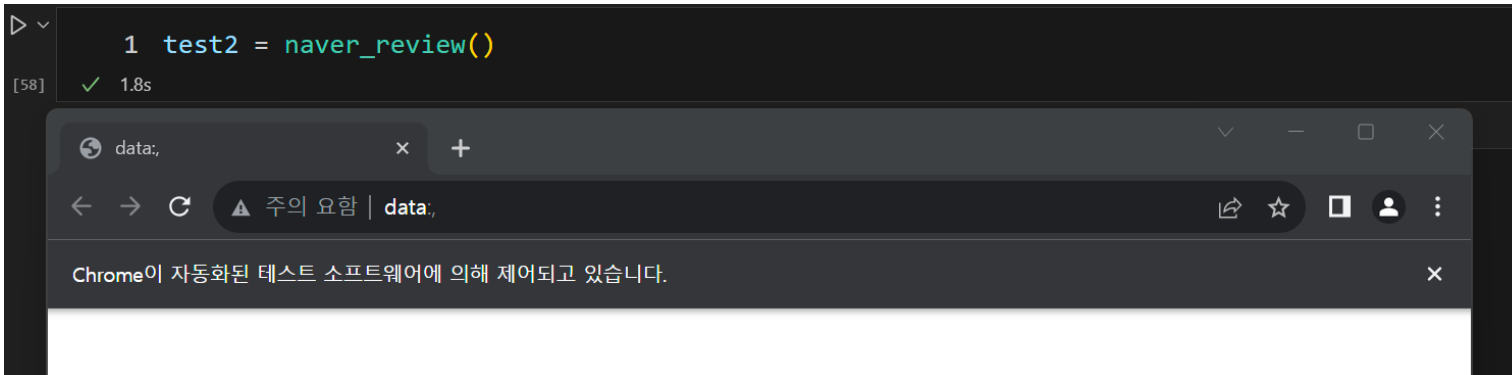 1 test2 = naver_review()
[58] ✓ 1.8s
data:,
주의 요함 | data:,
Chrome이 자동화된 테스트 소프트웨어에 의해 제어되고 있습니다.